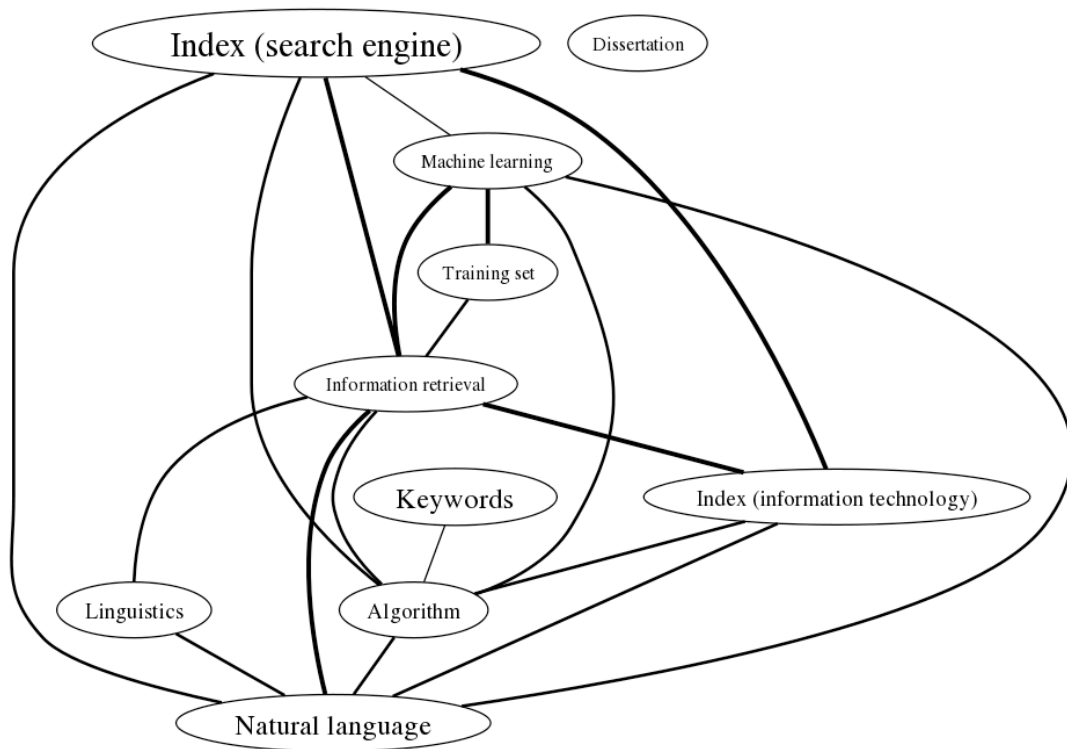 Index (search engine)
Dissertation
Machine learning
Training set
Information retrieval
Keywords
Index (information technology)
Linguistics
Algorithm
Natural language